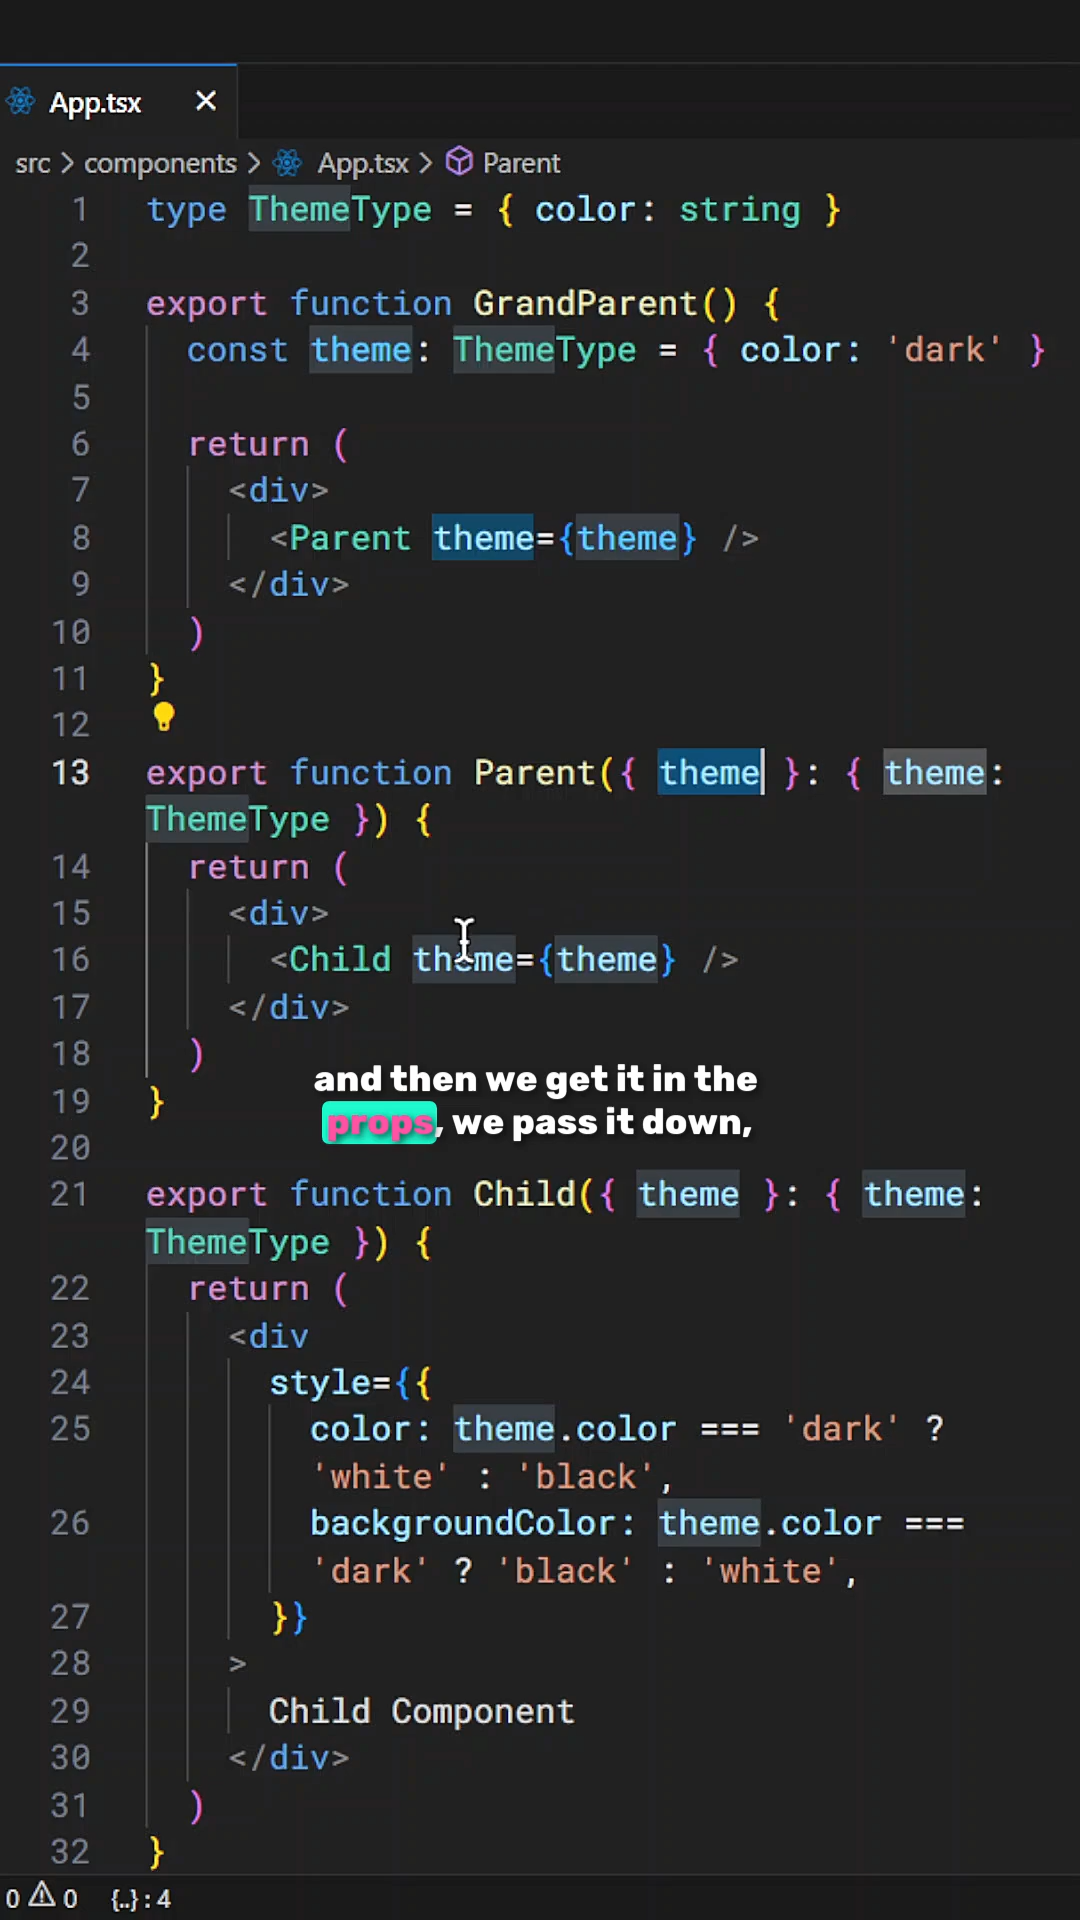 App.tsx ×
src > components > App.tsx > Parent
1 type ThemeType = { color: string }
2
3 export function GrandParent() {
4 const theme: ThemeType = { color: 'dark' }
5
6 return (
7 <div>
8 <Parent theme={theme} />
9 </div>
10 )
11 }
12
13 export function Parent({ theme }: { theme:
ThemeType }) {
14 return (
15 <div>
16 <Child theme={theme} />
17 </div>
18 )
and then we get it in the
19 }
props, we pass it down,
20
21 export function Child({ theme }: { theme:
ThemeType }) {
22 return (
23 <div
24 style={{
25 color: theme.color === 'dark' ?
'white' : 'black',
26 backgroundColor: theme.color ===
'dark' ? 'black' : 'white',
27 }}
28 >
29 Child Component
30 </div>
31 )
32 }
0 ⚠ 0 {..} : 4